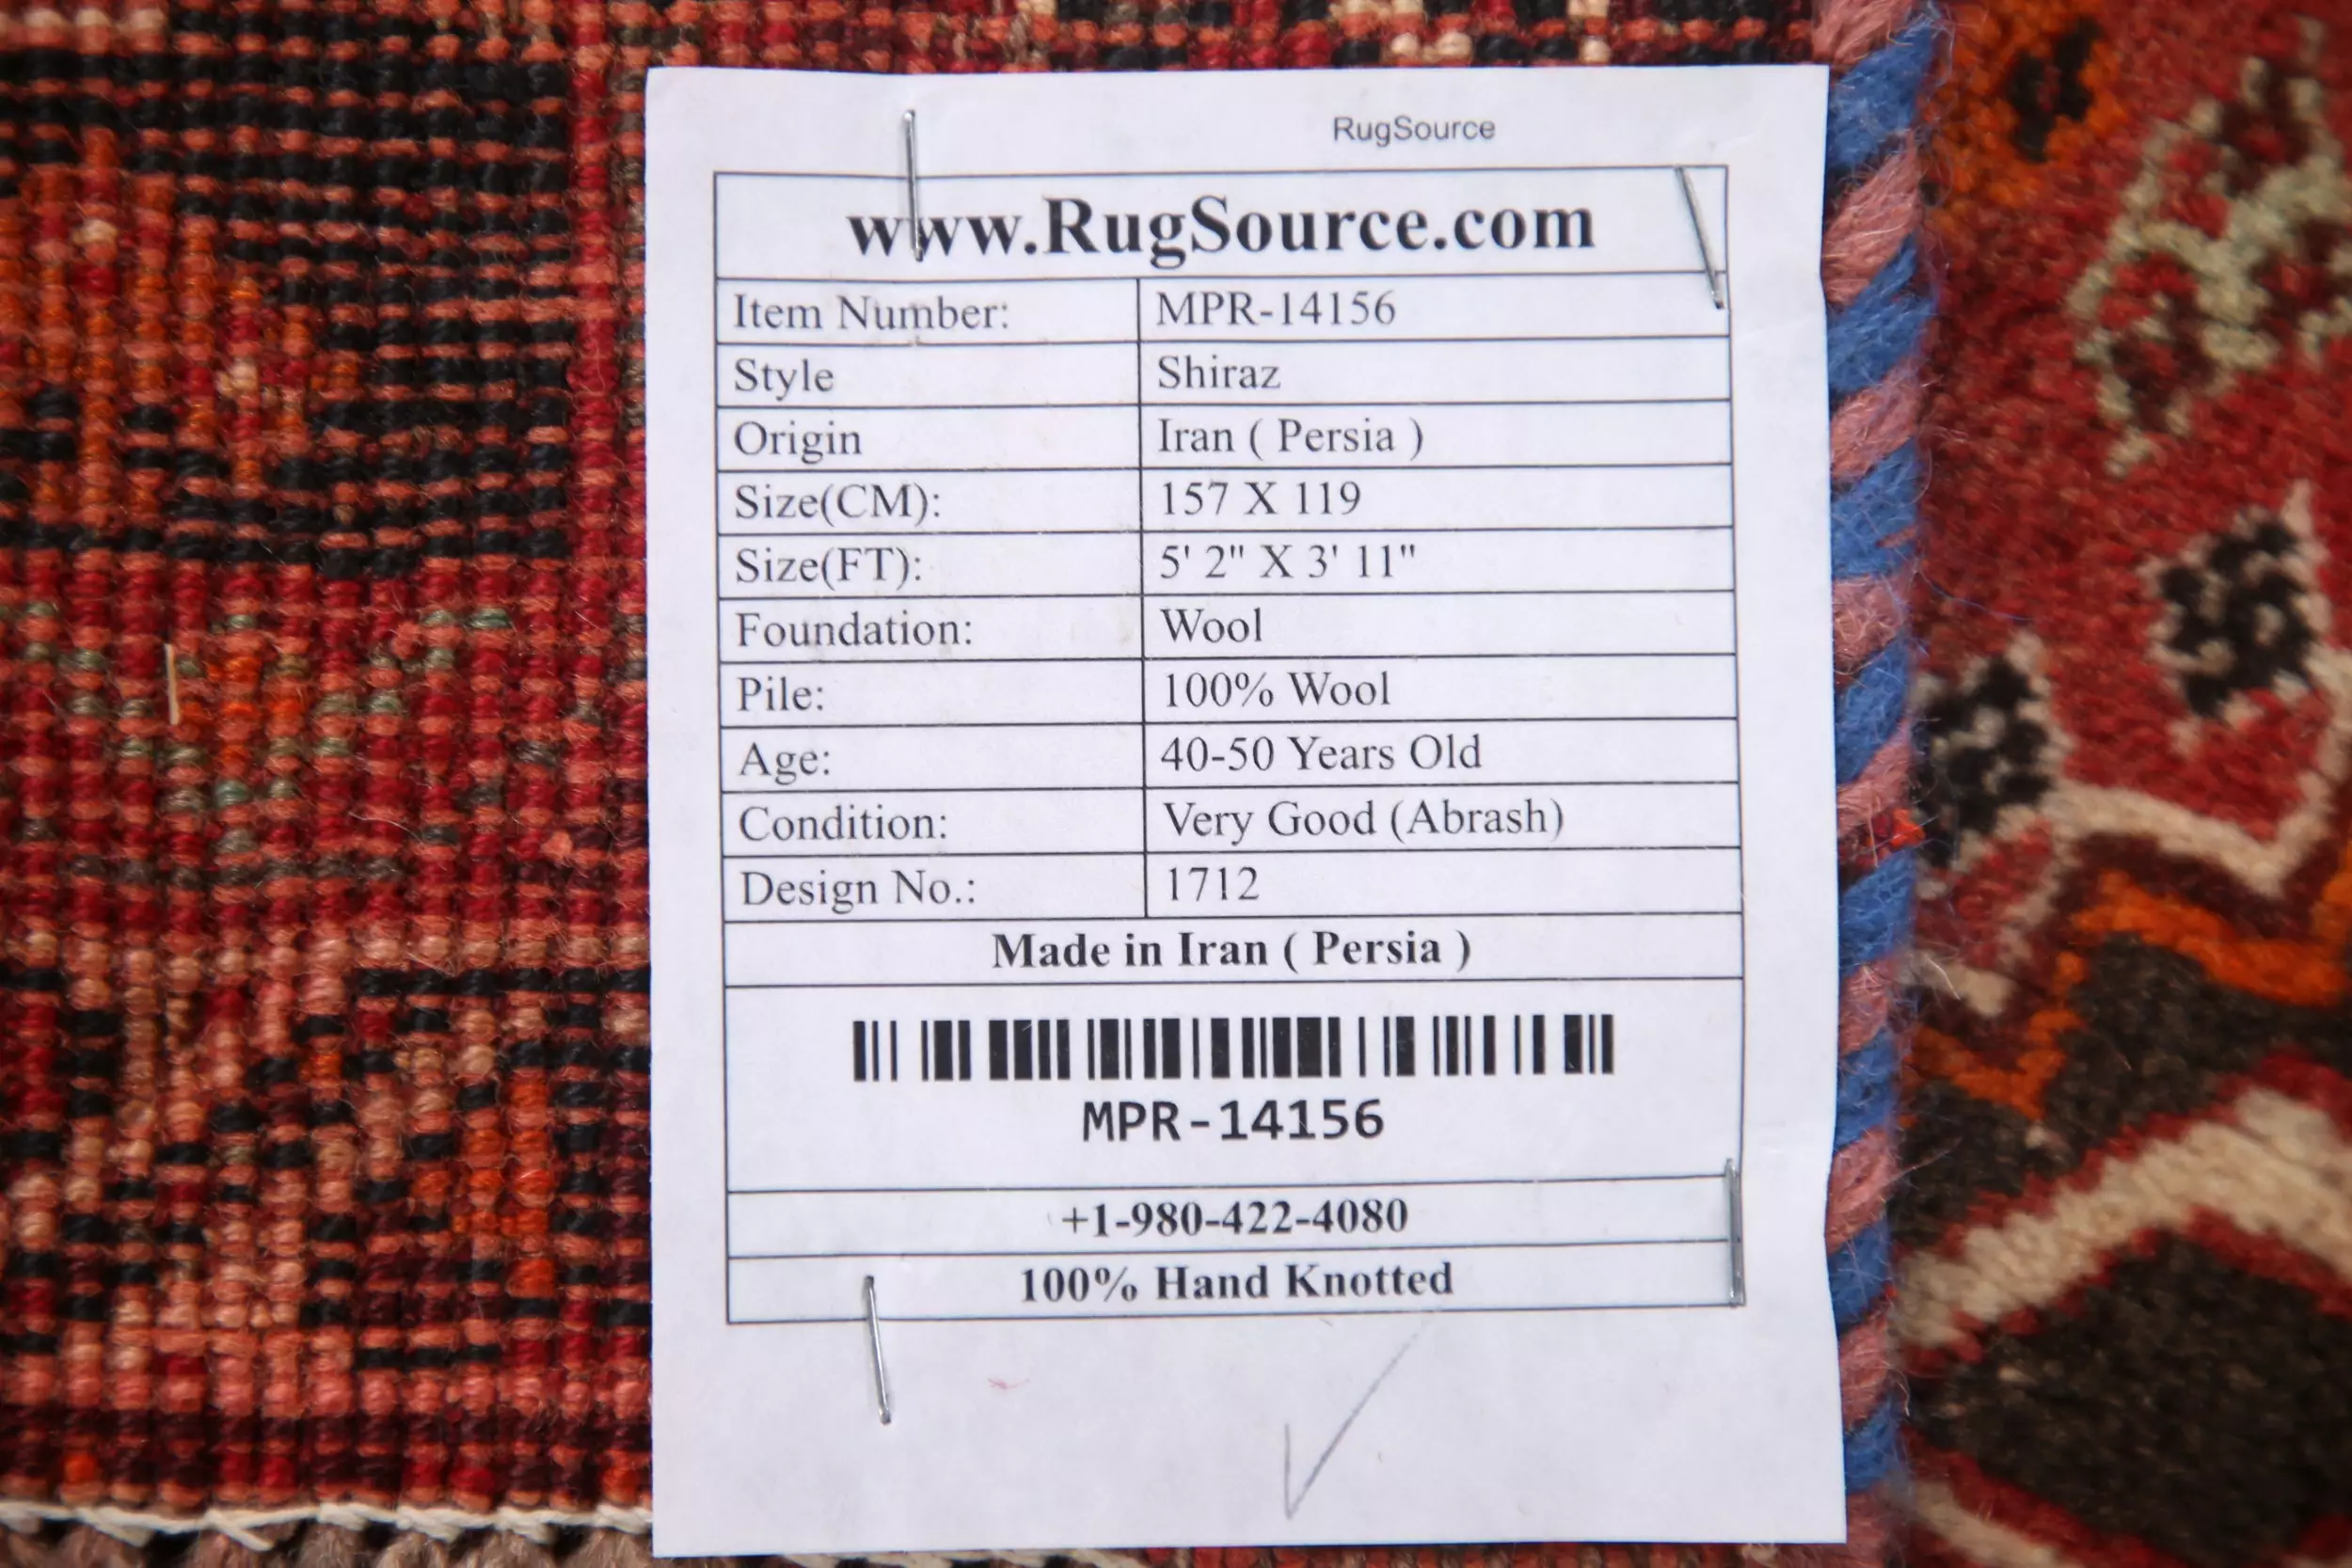 RugSource
www.RugSource.com
Item Number: MPR-14156
Style Shiraz
Origin Iran ( Persia )
Size(CM): 157 X 119
Size(FT): 5' 2" X 3' 11"
Foundation: Wool
Pile: 100% Wool
Age: 40-50 Years Old
Condition: Very Good (Abrash)
Design No.: 1712
Made in Iran ( Persia )
MPR-14156
+1-980-422-4080
100% Hand Knotted